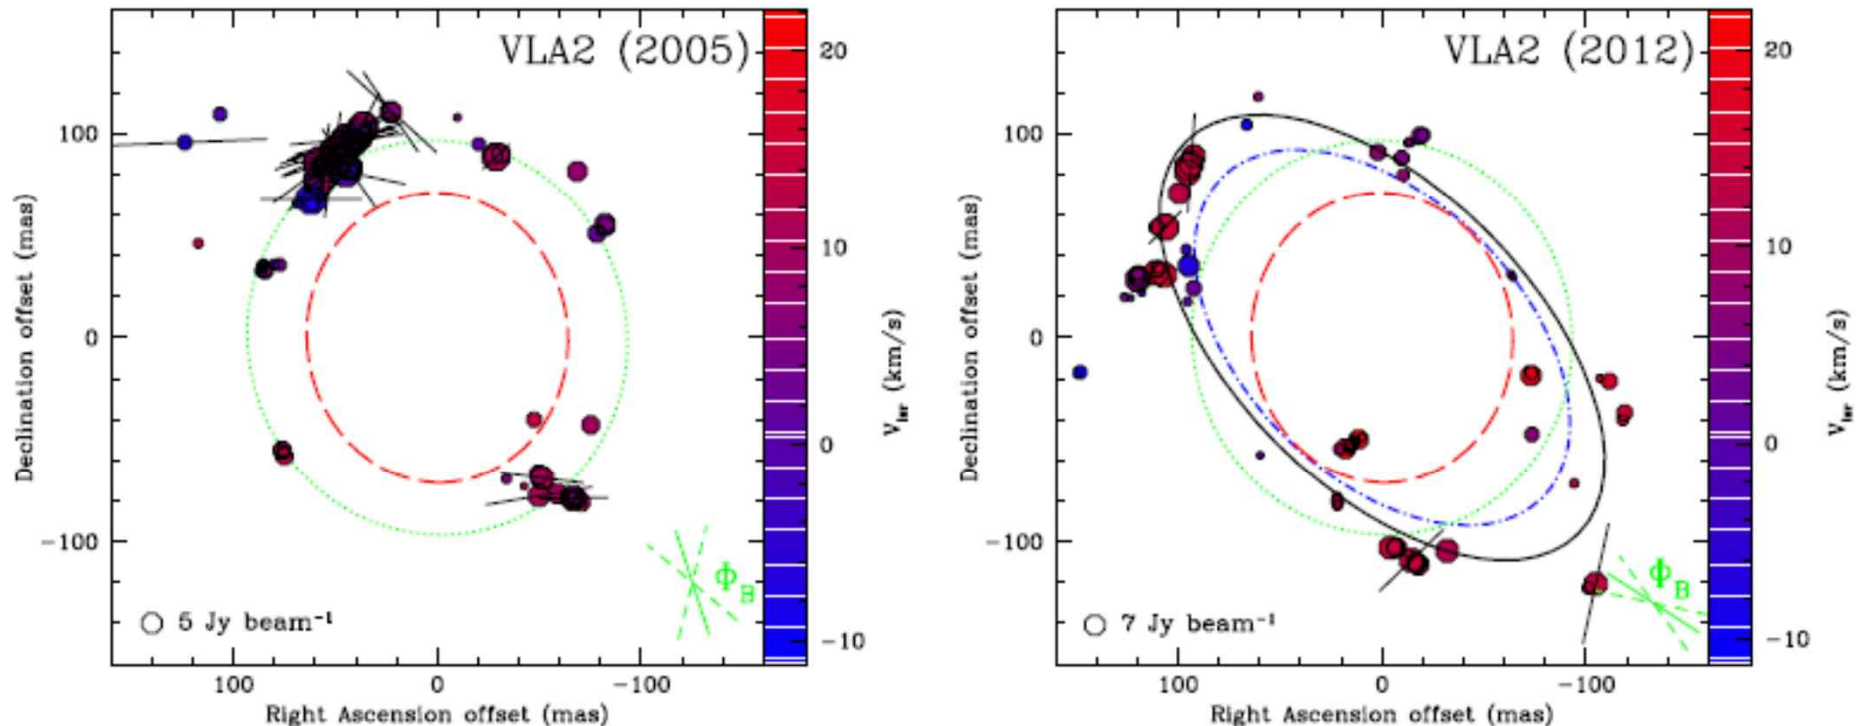 VLA2 (2005)
20
10
0
−10
V_lsr (km/s)
100
0
−100
Declination offset (mas)
Φ_B
5 Jy beam⁻¹
100 0 −100
Right Ascension offset (mas)
VLA2 (2012)
20
10
0
−10
V_lsr (km/s)
100
0
−100
Declination offset (mas)
Φ_B
7 Jy beam⁻¹
100 0 −100
Right Ascension offset (mas)